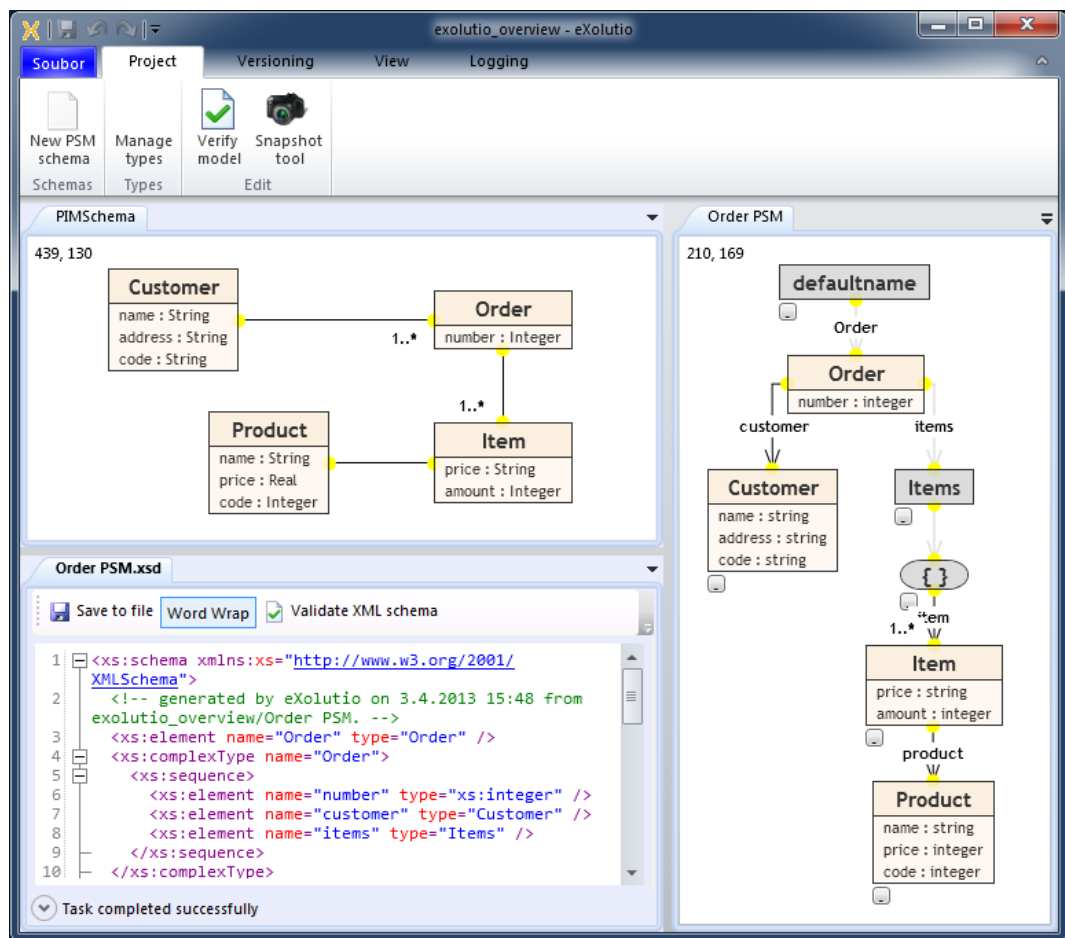 exolutio_overview - eXolutio
Soubor Project Versioning View Logging
New PSM schema
Manage types
Verify model
Snapshot tool
Schemas Types Edit
PIMSchema
439, 130
Customer
name : String
address : String
code : String
1..*
Order
number : Integer
1..*
Product
name : String
price : Real
code : Integer
Item
price : String
amount : Integer
Order PSM.xsd
Save to file Word Wrap Validate XML schema
1 <xs:schema xmlns:xs="http://www.w3.org/2001/
XMLSchema">
2 <!-- generated by eXolutio on 3.4.2013 15:48 from
exolutio_overview/Order PSM. -->
3 <xs:element name="Order" type="Order" />
4 <xs:complexType name="Order">
5 <xs:sequence>
6 <xs:element name="number" type="xs:integer" />
7 <xs:element name="customer" type="Customer" />
8 <xs:element name="items" type="Items" />
9 </xs:sequence>
10 </xs:complexType>
Task completed successfully
Order PSM
210, 169
defaultname
Order
Order
number : integer
customer
items
Customer
name : string
address : string
code : string
Items
{ }
item
1..*
Item
price : string
amount : integer
product
Product
name : string
price : integer
code : integer